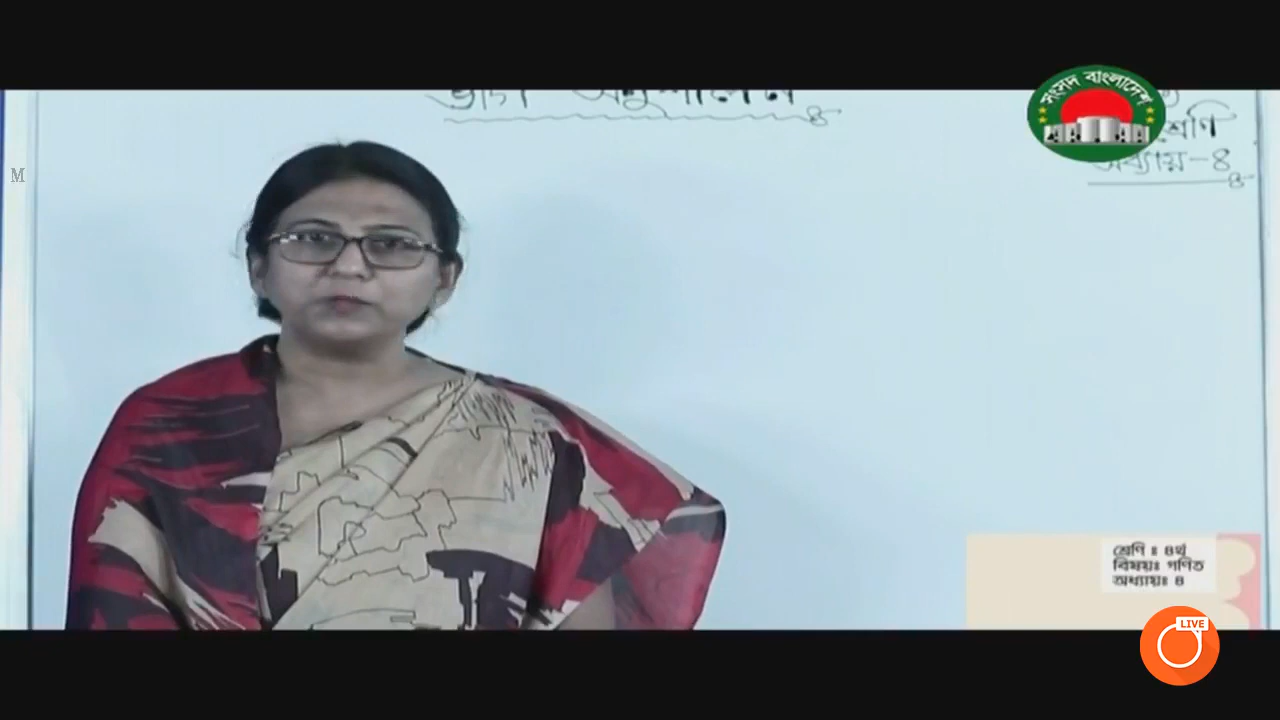 সংসদ বাংলাদেশ
শ্রেণি
অধ্যায়-৪
M
শ্রেণি ঃ ৪র্থ
বিষয়ঃ গণিত
অধ্যায়ঃ ৪
LIVE